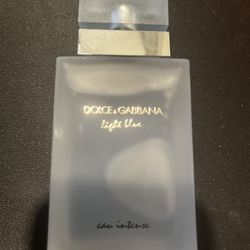 DOLCE & GABBANA
light blue
eau intense